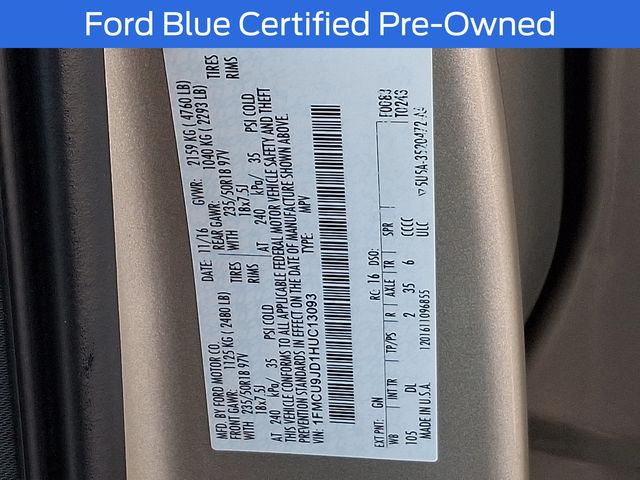 Ford Blue Certified Pre-Owned
MFD. BY FORD MOTOR CO.
DATE: 11/16 GVWR: 2159 KG ( 4760 LB)
FRONT GAWR: 1125 KG ( 2480 LB) REAR GAWR: 1040 KG ( 2293 LB)
WITH 235/50R18 97V TIRES WITH 235/50R18 97V TIRES
18x7.5J RIMS 18x7.5J RIMS
AT 240 kPa/ 35 PSI COLD AT 240 kPa/ 35 PSI COLD
THIS VEHICLE CONFORMS TO ALL APPLICABLE FEDERAL MOTOR VEHICLE SAFETY AND THEFT
PREVENTION STANDARDS IN EFFECT ON THE DATE OF MANUFACTURE SHOWN ABOVE.
VIN: 1FMCU9JD1HUC13093 TYPE: MPV
EXT PNT: GN RC: 16 DSO: F0CBJ
T0243
WB INT TR TP/PS R AXLE TR SPR
105 DL 2 35 6 CCCC
MADE IN U.S.A. 1201611096855 ULC